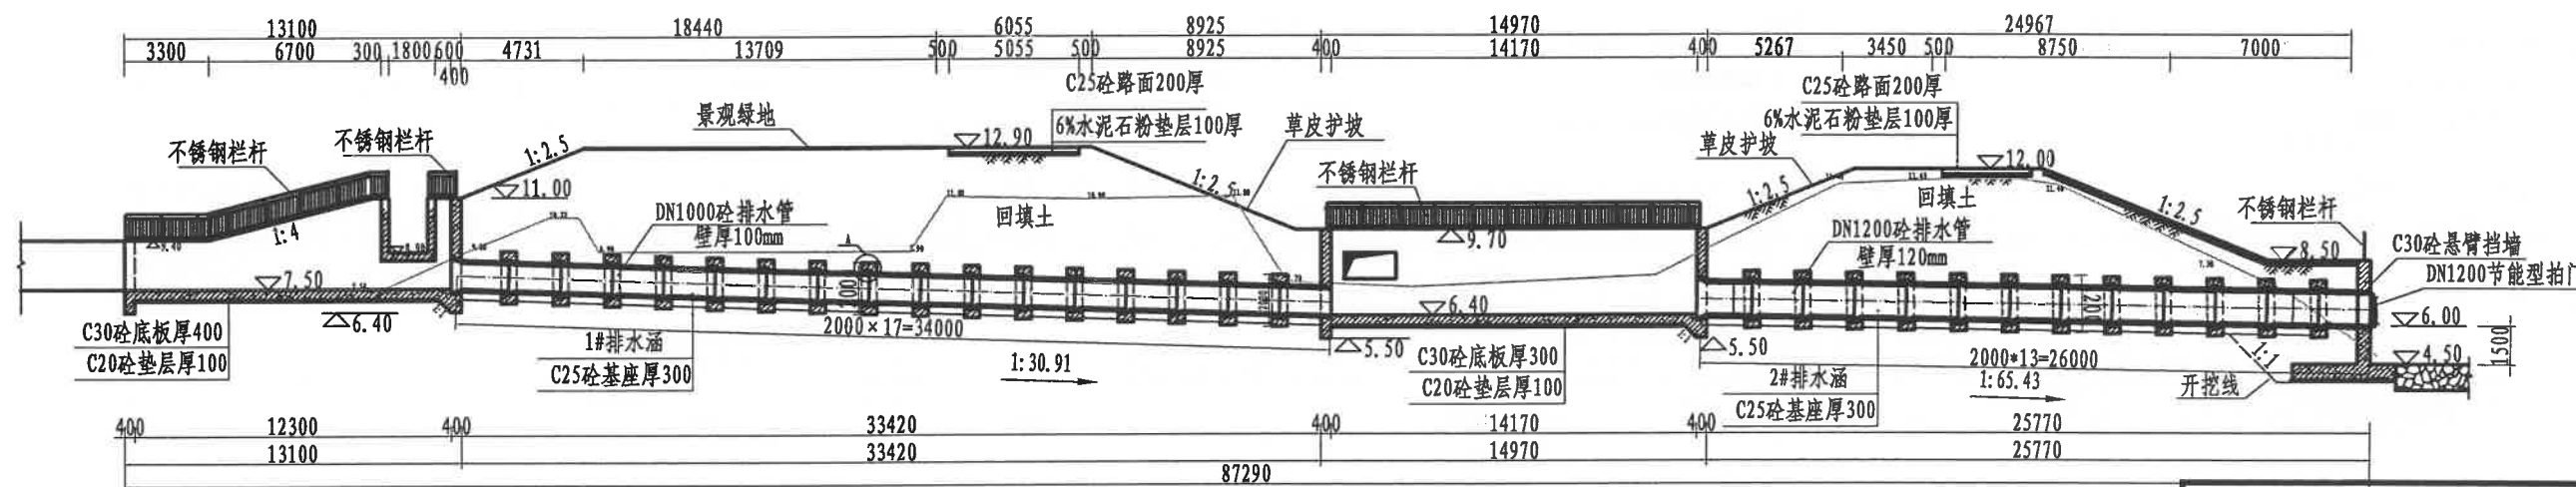 13100 18440 6055 8925 14970 24967
3300 6700 300 1800 600 4731 13709 500 5055 500 8925 400 14170 400 5267 3450 500 8750 7000
400
C25砼路面200厚
6%水泥石粉垫层100厚
C25砼路面200厚
6%水泥石粉垫层100厚
不锈钢栏杆
不锈钢栏杆
1:2.5
景观绿地
12.90
草皮护坡
不锈钢栏杆
草皮护坡
12.00
1:2.5
11.00
1:2.5
1:2.5
不锈钢栏杆
回填土
回填土
1:4
9.40
DN1000砼排水管
壁厚100mm
A
9.70
DN1200砼排水管
壁厚120mm
8.50
C30砼悬臂挡墙
DN1200节能型拍门
7.50
6.40
6.40
6.00
1500
4.50
C30砼底板厚400
C20砼垫层厚100
2000×17=34000
1#排水涵
C25砼基座厚300
1:30.91
5.50
C30砼底板厚300
C20砼垫层厚100
5.50
2000*13=26000
1:65.43
2#排水涵
C25砼基座厚300
1:1
开挖线
400 12300 400 33420 400 14170 400 25770
13100 33420 14970 25770
87290